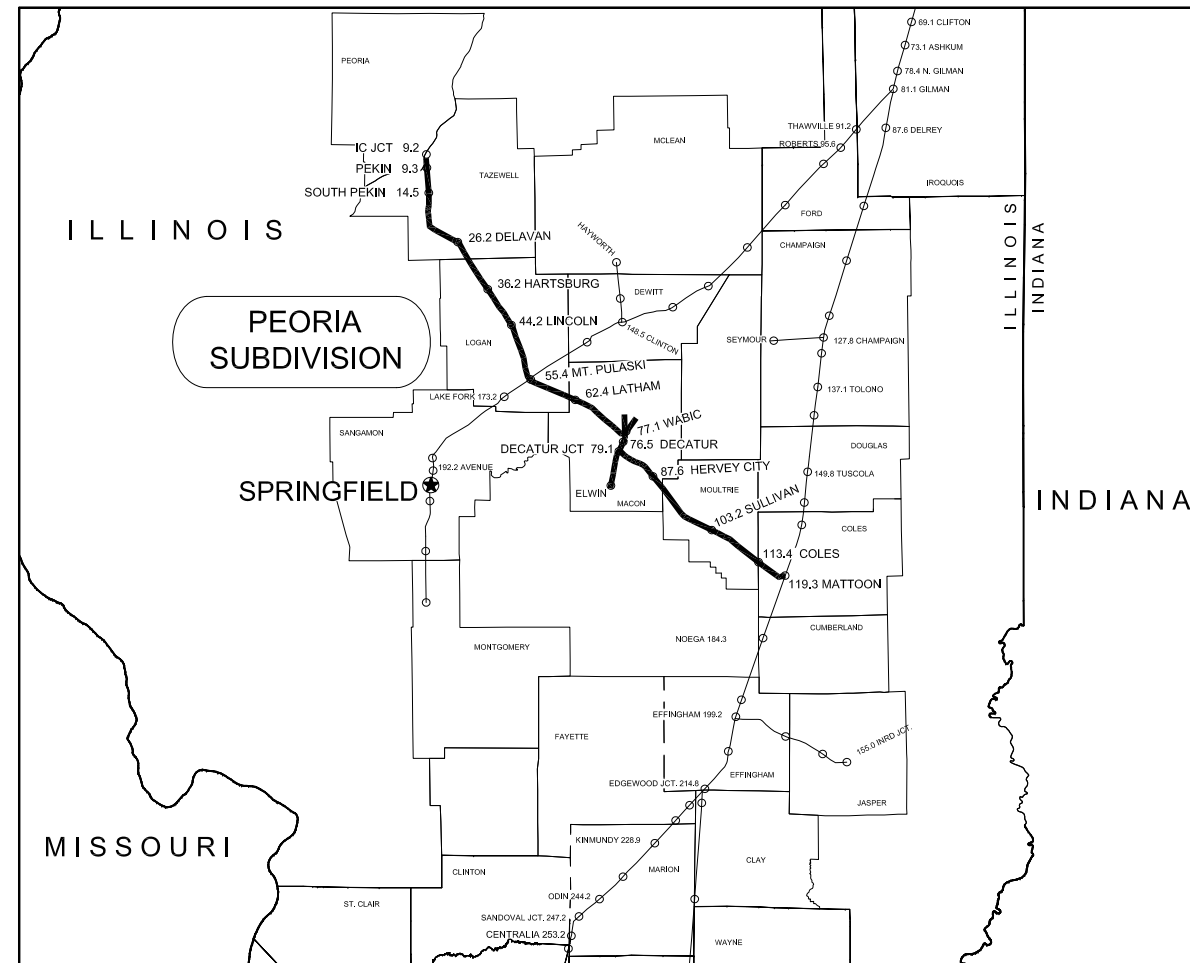 69.1 CLIFTON
73.1 ASHKUM
PEORIA
78.4 N. GILMAN
81.1 GILMAN
THAWVILLE 91.2
87.6 DELREY
MCLEAN
ROBERTS 95.6
IC JCT 9.2
PEKIN 9.3
TAZEWELL
IROQUOIS
SOUTH PEKIN 14.5
FORD
ILLINOIS
ILLINOIS
INDIANA
26.2 DELAVAN
HAYWORTH
CHAMPAIGN
36.2 HARTSBURG
DEWITT
PEORIA
SUBDIVISION
44.2 LINCOLN
148.5 CLINTON
SEYMOUR
127.8 CHAMPAIGN
LOGAN
55.4 MT. PULASKI
62.4 LATHAM
137.1 TOLONO
LAKE FORK 173.2
77.1 WABIC
SANGAMON
DECATUR JCT 79.1
76.5 DECATUR
DOUGLAS
192.2 AVENUE
87.6 HERVEY CITY
149.8 TUSCOLA
SPRINGFIELD
ELWIN
MACON
MOULTRIE
103.2 SULLIVAN
INDIANA
COLES
113.4 COLES
119.3 MATTOON
CUMBERLAND
NOEGA 184.3
MONTGOMERY
EFFINGHAM 199.2
FAYETTE
155.0 INRD JCT.
EDGEWOOD JCT. 214.8
EFFINGHAM
JASPER
MISSOURI
KINMUNDY 228.9
CLAY
CLINTON
MARION
ODIN 244.2
ST. CLAIR
SANDOVAL JCT. 247.2
CENTRALIA 253.2
WAYNE